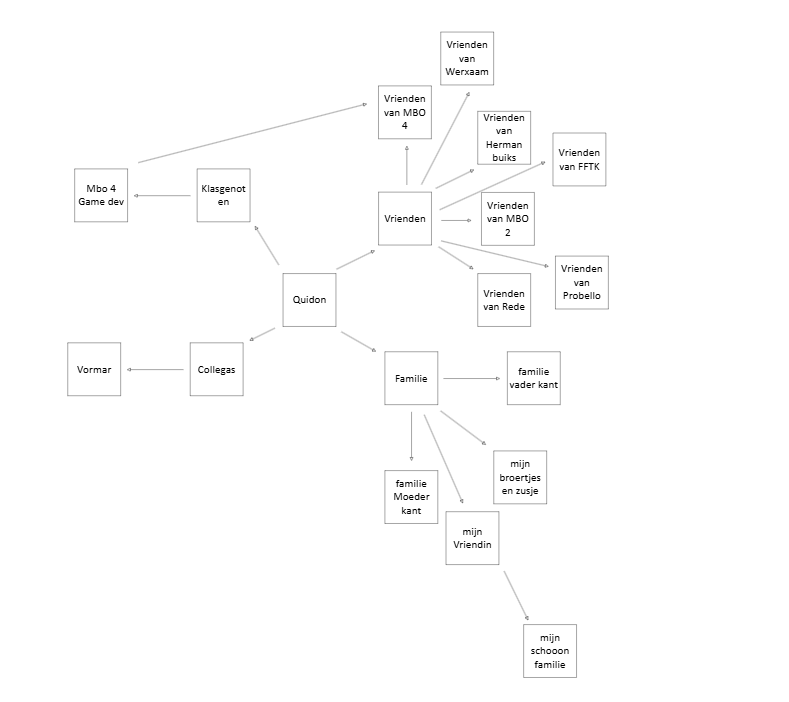 Vrienden
van
Werxaam
Vrienden
van MBO
4
Vrienden
van
Herman
buiks
Vrienden
van FFTK
Mbo 4
Game dev
Klasgenot
en
Vrienden
Vrienden
van MBO
2
Vrienden
van
Probello
Quidon
Vrienden
van Rede
Vormar
Collegas
Familie
familie
vader kant
mijn
broertjes
en zusje
familie
Moeder
kant
mijn
Vriendin
mijn
schooon
familie